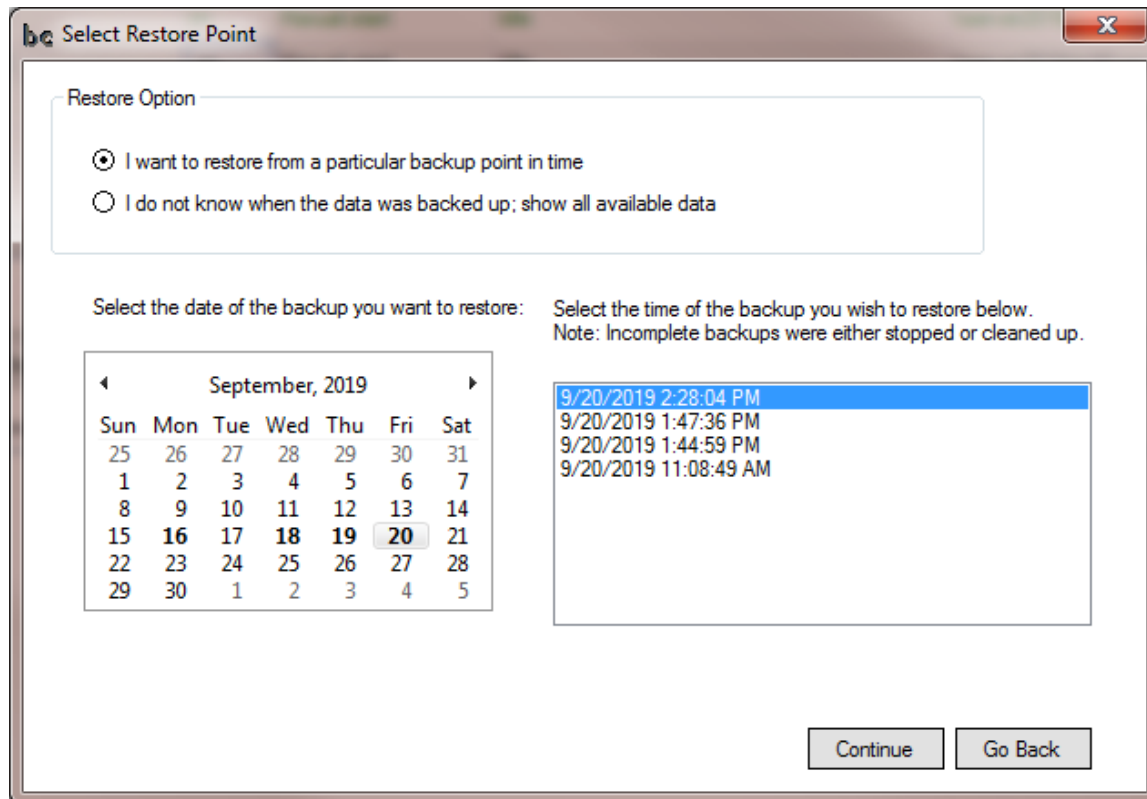 Select Restore Point
Restore Option
I want to restore from a particular backup point in time
I do not know when the data was backed up; show all available data
Select the date of the backup you want to restore:
September, 2019
Sun Mon Tue Wed Thu Fri Sat
25 26 27 28 29 30 31
1 2 3 4 5 6 7
8 9 10 11 12 13 14
15 16 17 18 19 20 21
22 23 24 25 26 27 28
29 30 1 2 3 4 5
Select the time of the backup you wish to restore below.
Note: Incomplete backups were either stopped or cleaned up.
9/20/2019 2:28:04 PM
9/20/2019 1:47:36 PM
9/20/2019 1:44:59 PM
9/20/2019 11:08:49 AM
Continue
Go Back